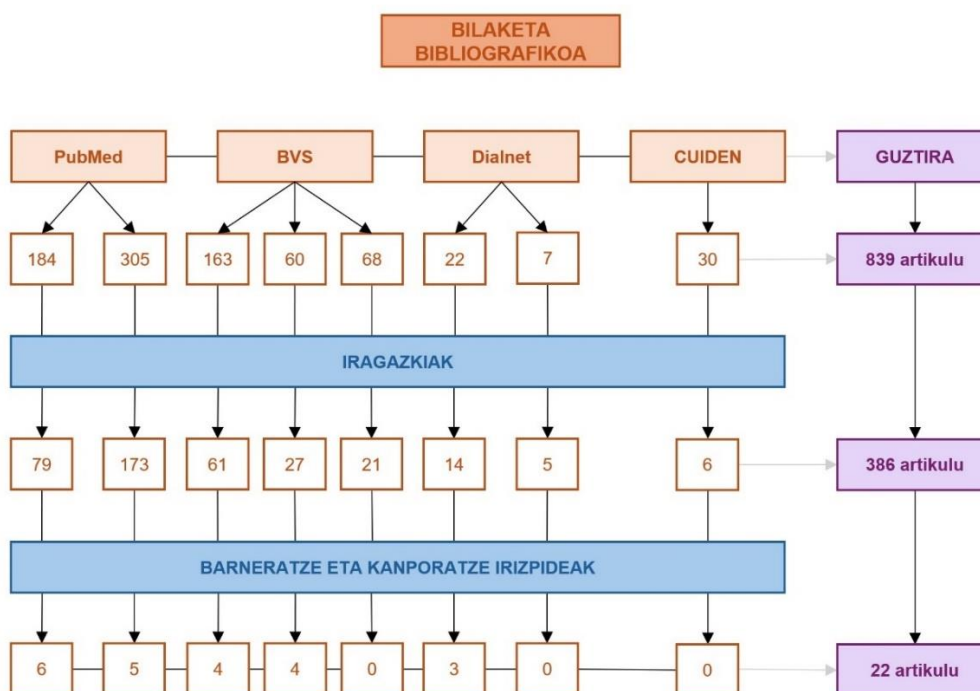 BILAKETA
BIBLIOGRAFIKOA
PubMed BVS Dialnet CUIDEN GUZTIRA
184 305 163 60 68 22 7 30 839 artikulu
IRAGAZKIAK
79 173 61 27 21 14 5 6 386 artikulu
BARNERATZE ETA KANPORATZE IRIZPIDEAK
6 5 4 4 0 3 0 0 22 artikulu